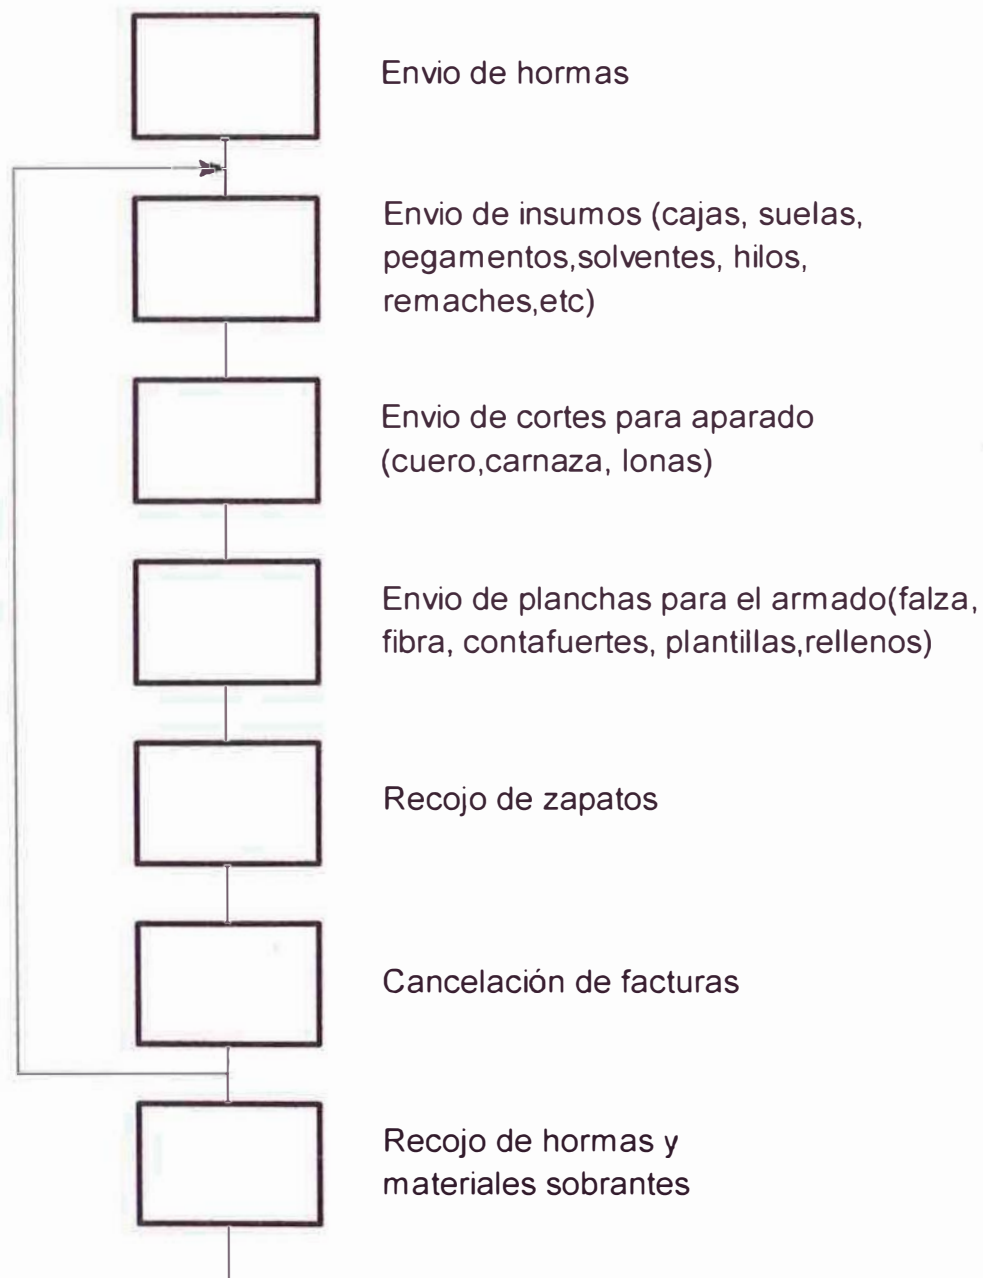 Envio de hormas
Envio de insumos (cajas, suelas,
pegamentos,solventes, hilos,
remaches,etc)
Envio de cortes para aparado
(cuero,carnaza, lonas)
Envio de planchas para el armado(falza,
fibra, contafuertes, plantillas,rellenos)
Recojo de zapatos
Cancelación de facturas
Recojo de hormas y
materiales sobrantes